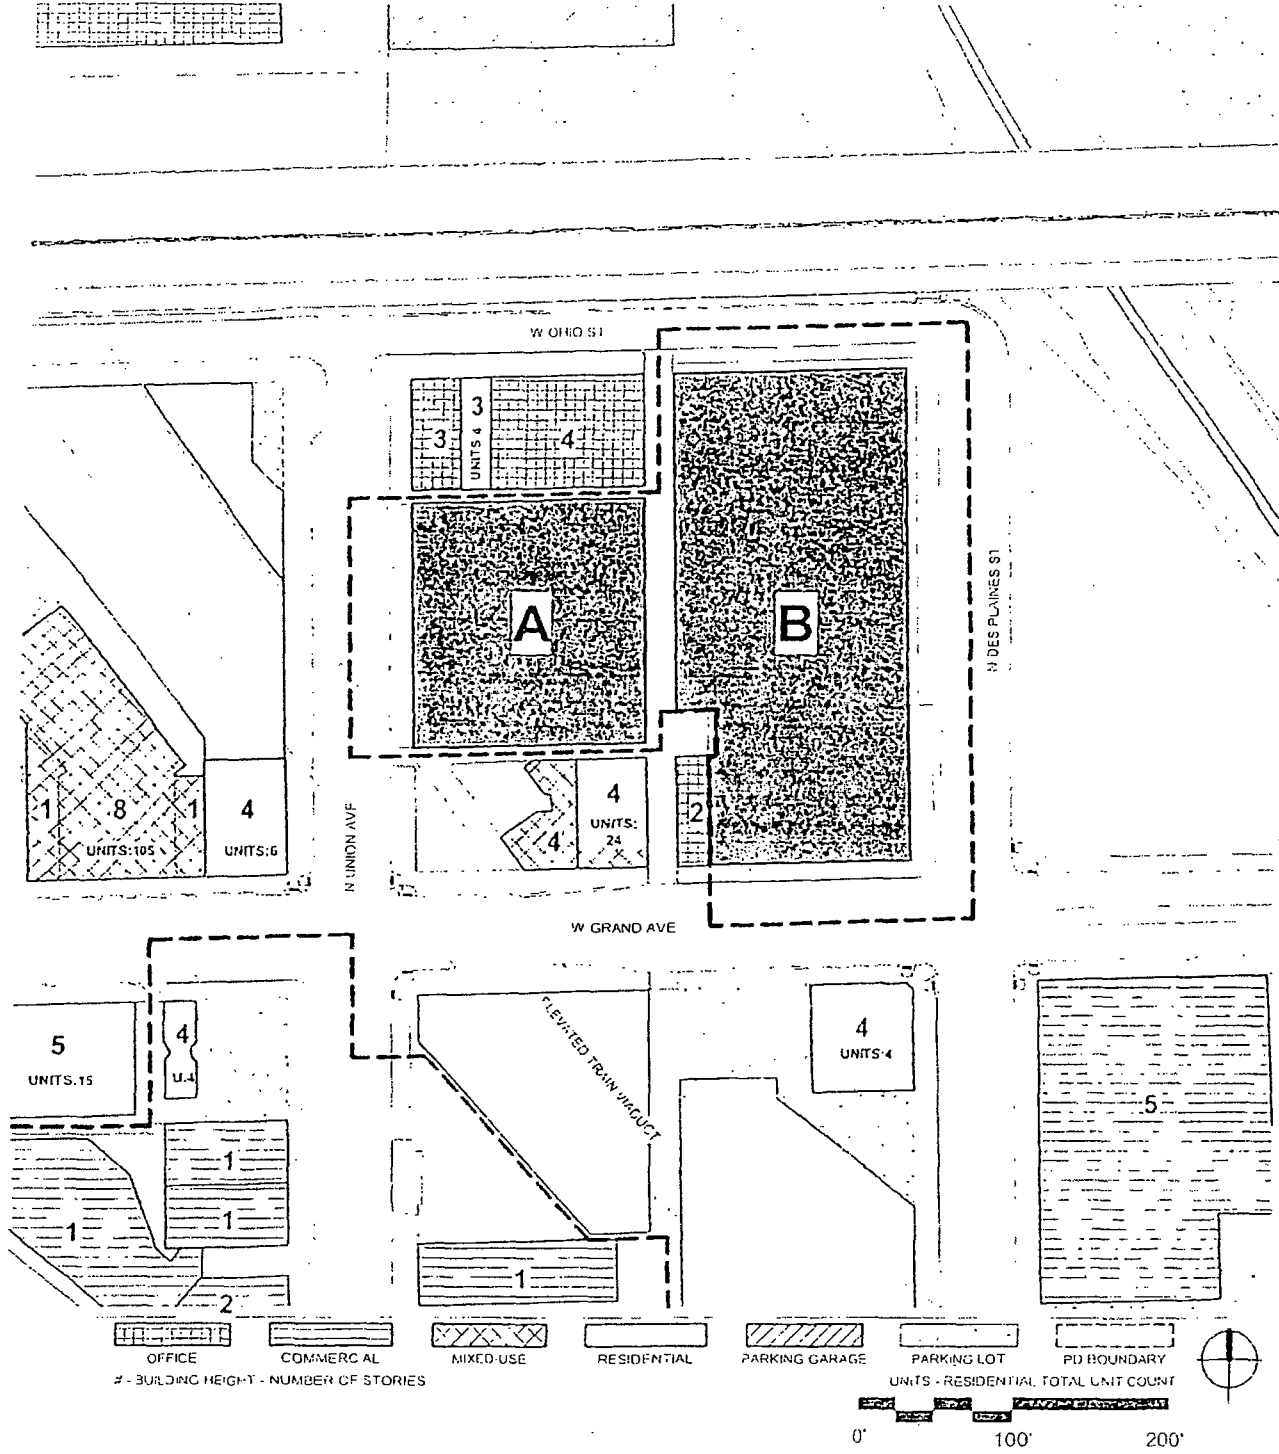 W OHIO ST
3
3
UNITS 4
4
A
B
N DES PLAINES ST
1
8
UNITS:105
1
4
UNITS:6
N UNION AVE
4
4
UNITS:
24
2
W GRAND AVE
5
UNITS.15
4
U.4
ELEVATED TRAIN VIADUCT
4
UNITS-4
5
1
1
1
2
1
OFFICE
COMMERCIAL
MIXED-USE
RESIDENTIAL
PARKING GARAGE
PARKING LOT
PD BOUNDARY
# - BUILDING HEIGHT - NUMBER OF STORIES
UNITS - RESIDENTIAL TOTAL UNIT COUNT
0'
100'
200'